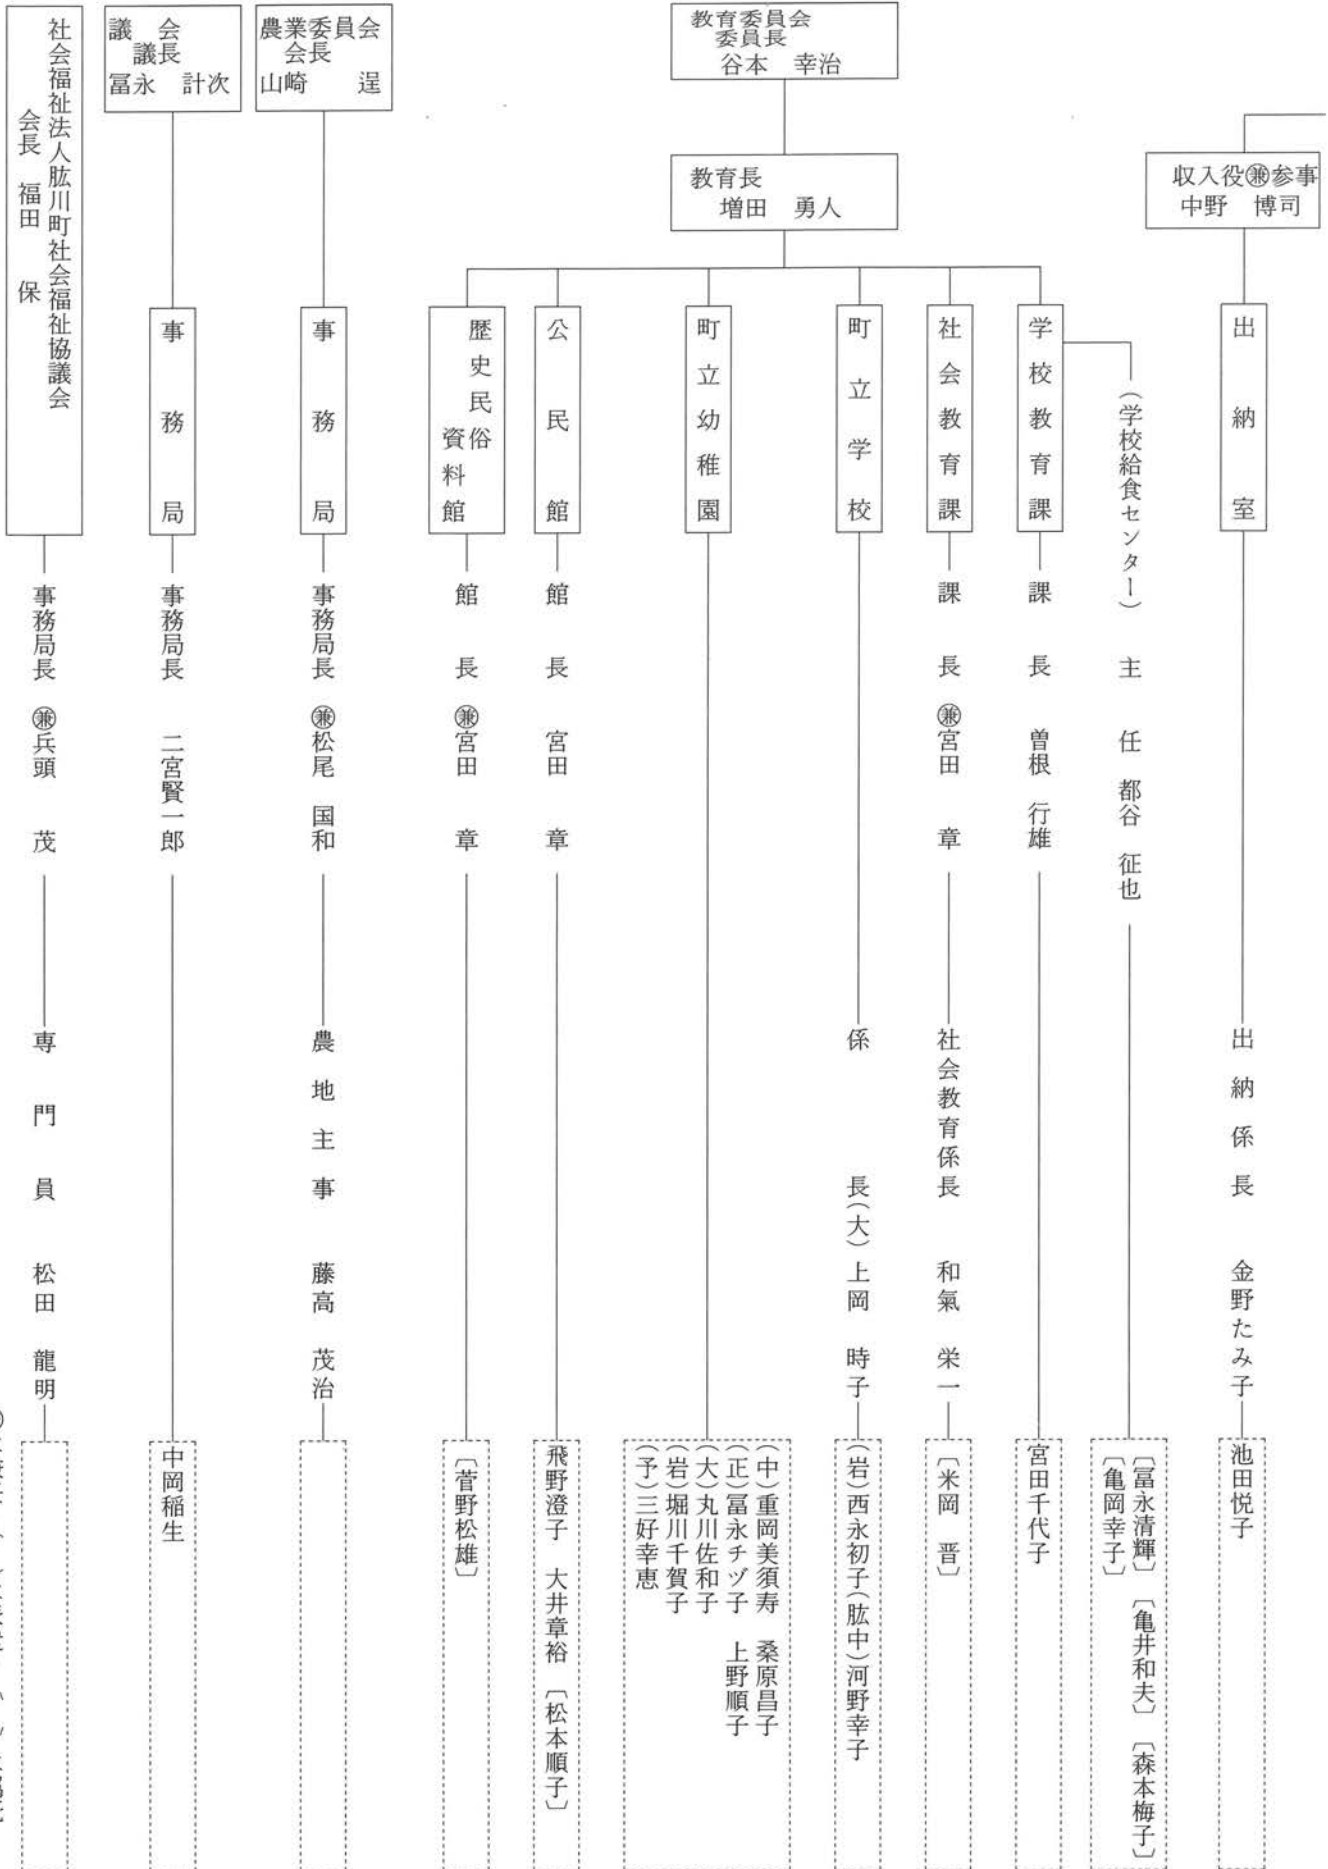 収入役㊒参事
中野　博司
出納室
出納係長　金野たみ子
池田悦子
教育委員会
委員長
谷本　幸治
教育長
増田　勇人
（学校給食センター）　主任　都谷　征也
〔冨永清輝〕　〔亀井和夫〕　〔森本梅子〕
〔亀岡幸子〕
学校教育課
課長　曽根　行雄
宮田千代子
社会教育課
課長　㊒宮田　章
社会教育係長　和氣　栄一
〔米岡　晋〕
町立学校
係長（大）上岡　時子
（岩）西永初子（肱中）河野幸子
町立幼稚園
（中）重岡美須寿　桑原昌子
（正）冨永チヅ子　上野順子
（大）丸川佐和子
（岩）堀川千賀子
（予）三好幸恵
公民館
館長　宮田　章
飛野澄子　大井章裕　〔松本順子〕
歴史民俗
資料館
館長　㊒宮田　章
〔菅野松雄〕
農業委員会
会長
山崎　逞
事務局
事務局長　㊒松尾　国和
農地主事　藤高　茂治
議会
議長
冨永　計次
事務局
事務局長　二宮賢一郎
中岡稲生
社会福祉法人肱川町社会福祉協議会
会長　福田　保
事務局長　㊒兵頭　茂
専門員　松田　龍明